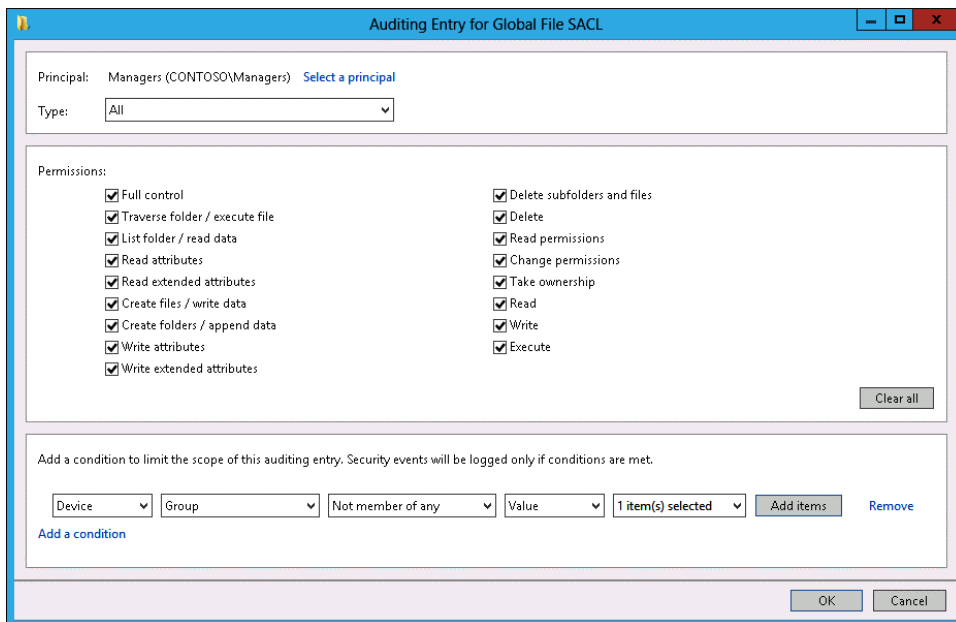 Auditing Entry for Global File SACL
Principal: Managers (CONTOSO\Managers) Select a principal
Type: All
Permissions:
Full control Delete subfolders and files
Traverse folder / execute file Delete
List folder / read data Read permissions
Read attributes Change permissions
Read extended attributes Take ownership
Create files / write data Read
Create folders / append data Write
Write attributes Execute
Write extended attributes
Clear all
Add a condition to limit the scope of this auditing entry. Security events will be logged only if conditions are met.
Device Group Not member of any Value 1 item(s) selected Add items Remove
Add a condition
OK Cancel